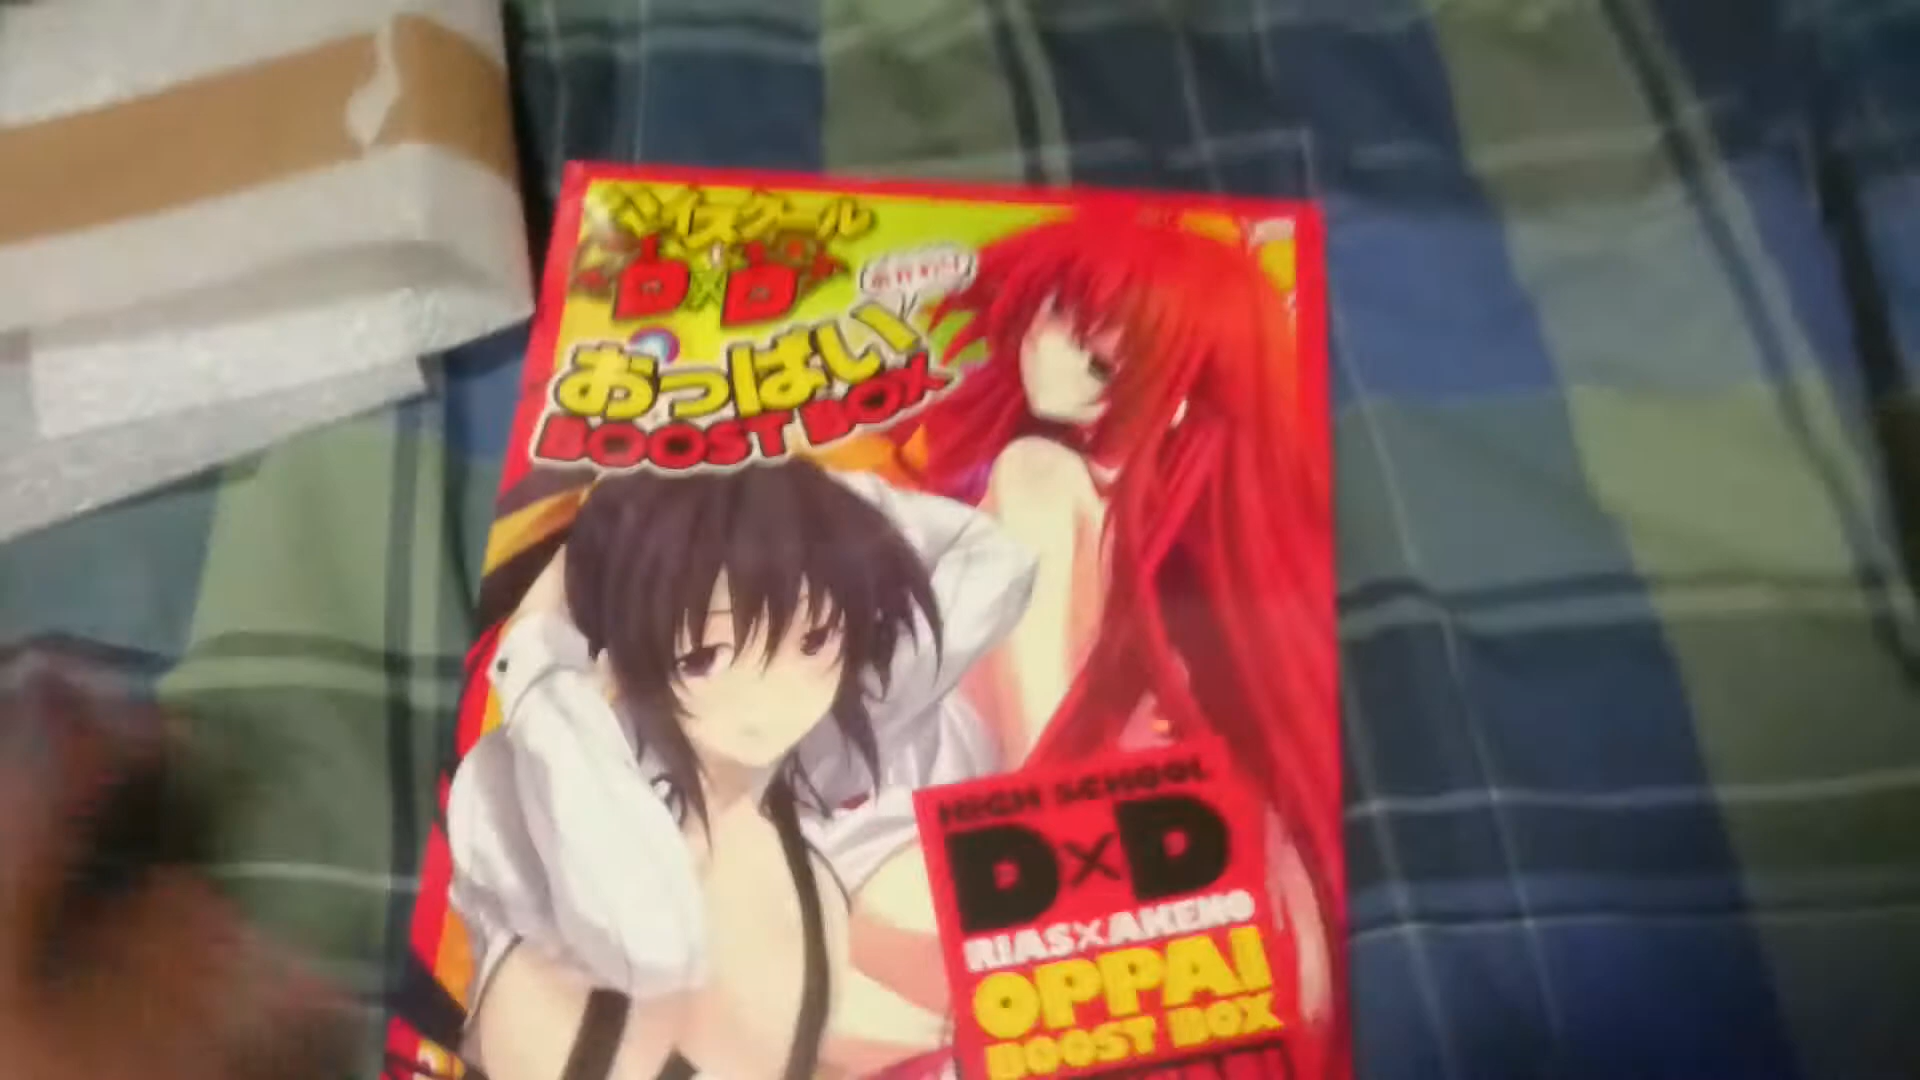 ハイスクール
D×D
おっぱい
BOOST BOX
HIGH SCHOOL
D×D
RIAS×AKENO
OPPAI
BOOST BOX